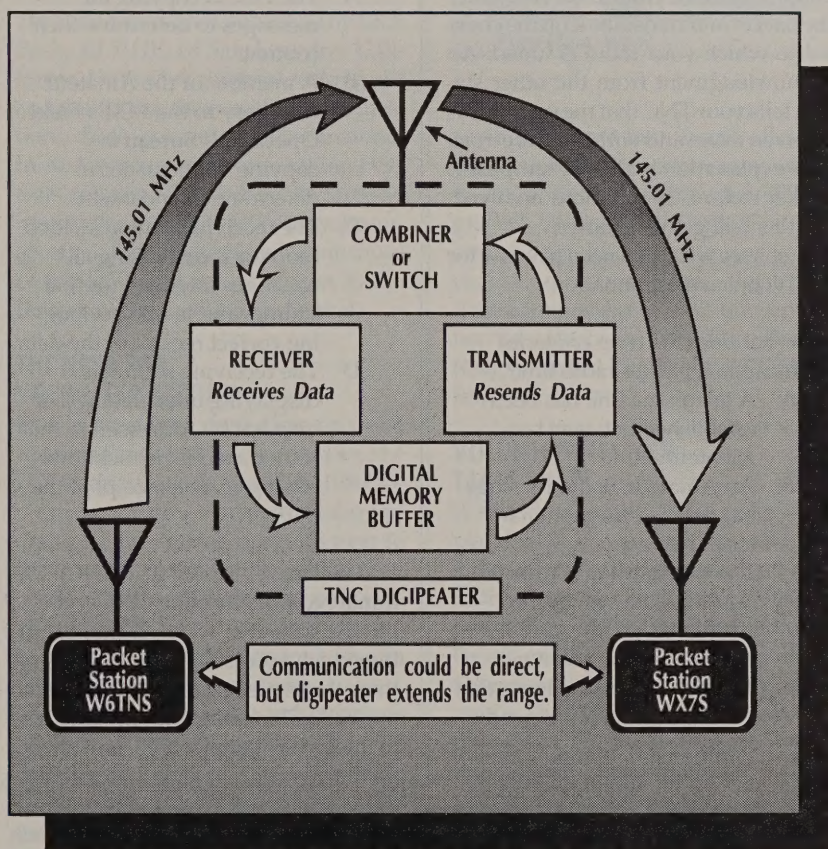 145.01 MHz
145.01 MHz
Antenna
COMBINER
or
SWITCH
RECEIVER
Receives Data
TRANSMITTER
Resends Data
DIGITAL
MEMORY
BUFFER
TNC DIGIPEATER
Packet
Station
W6TNS
Communication could be direct,
but digipeater extends the range.
Packet
Station
WX7S